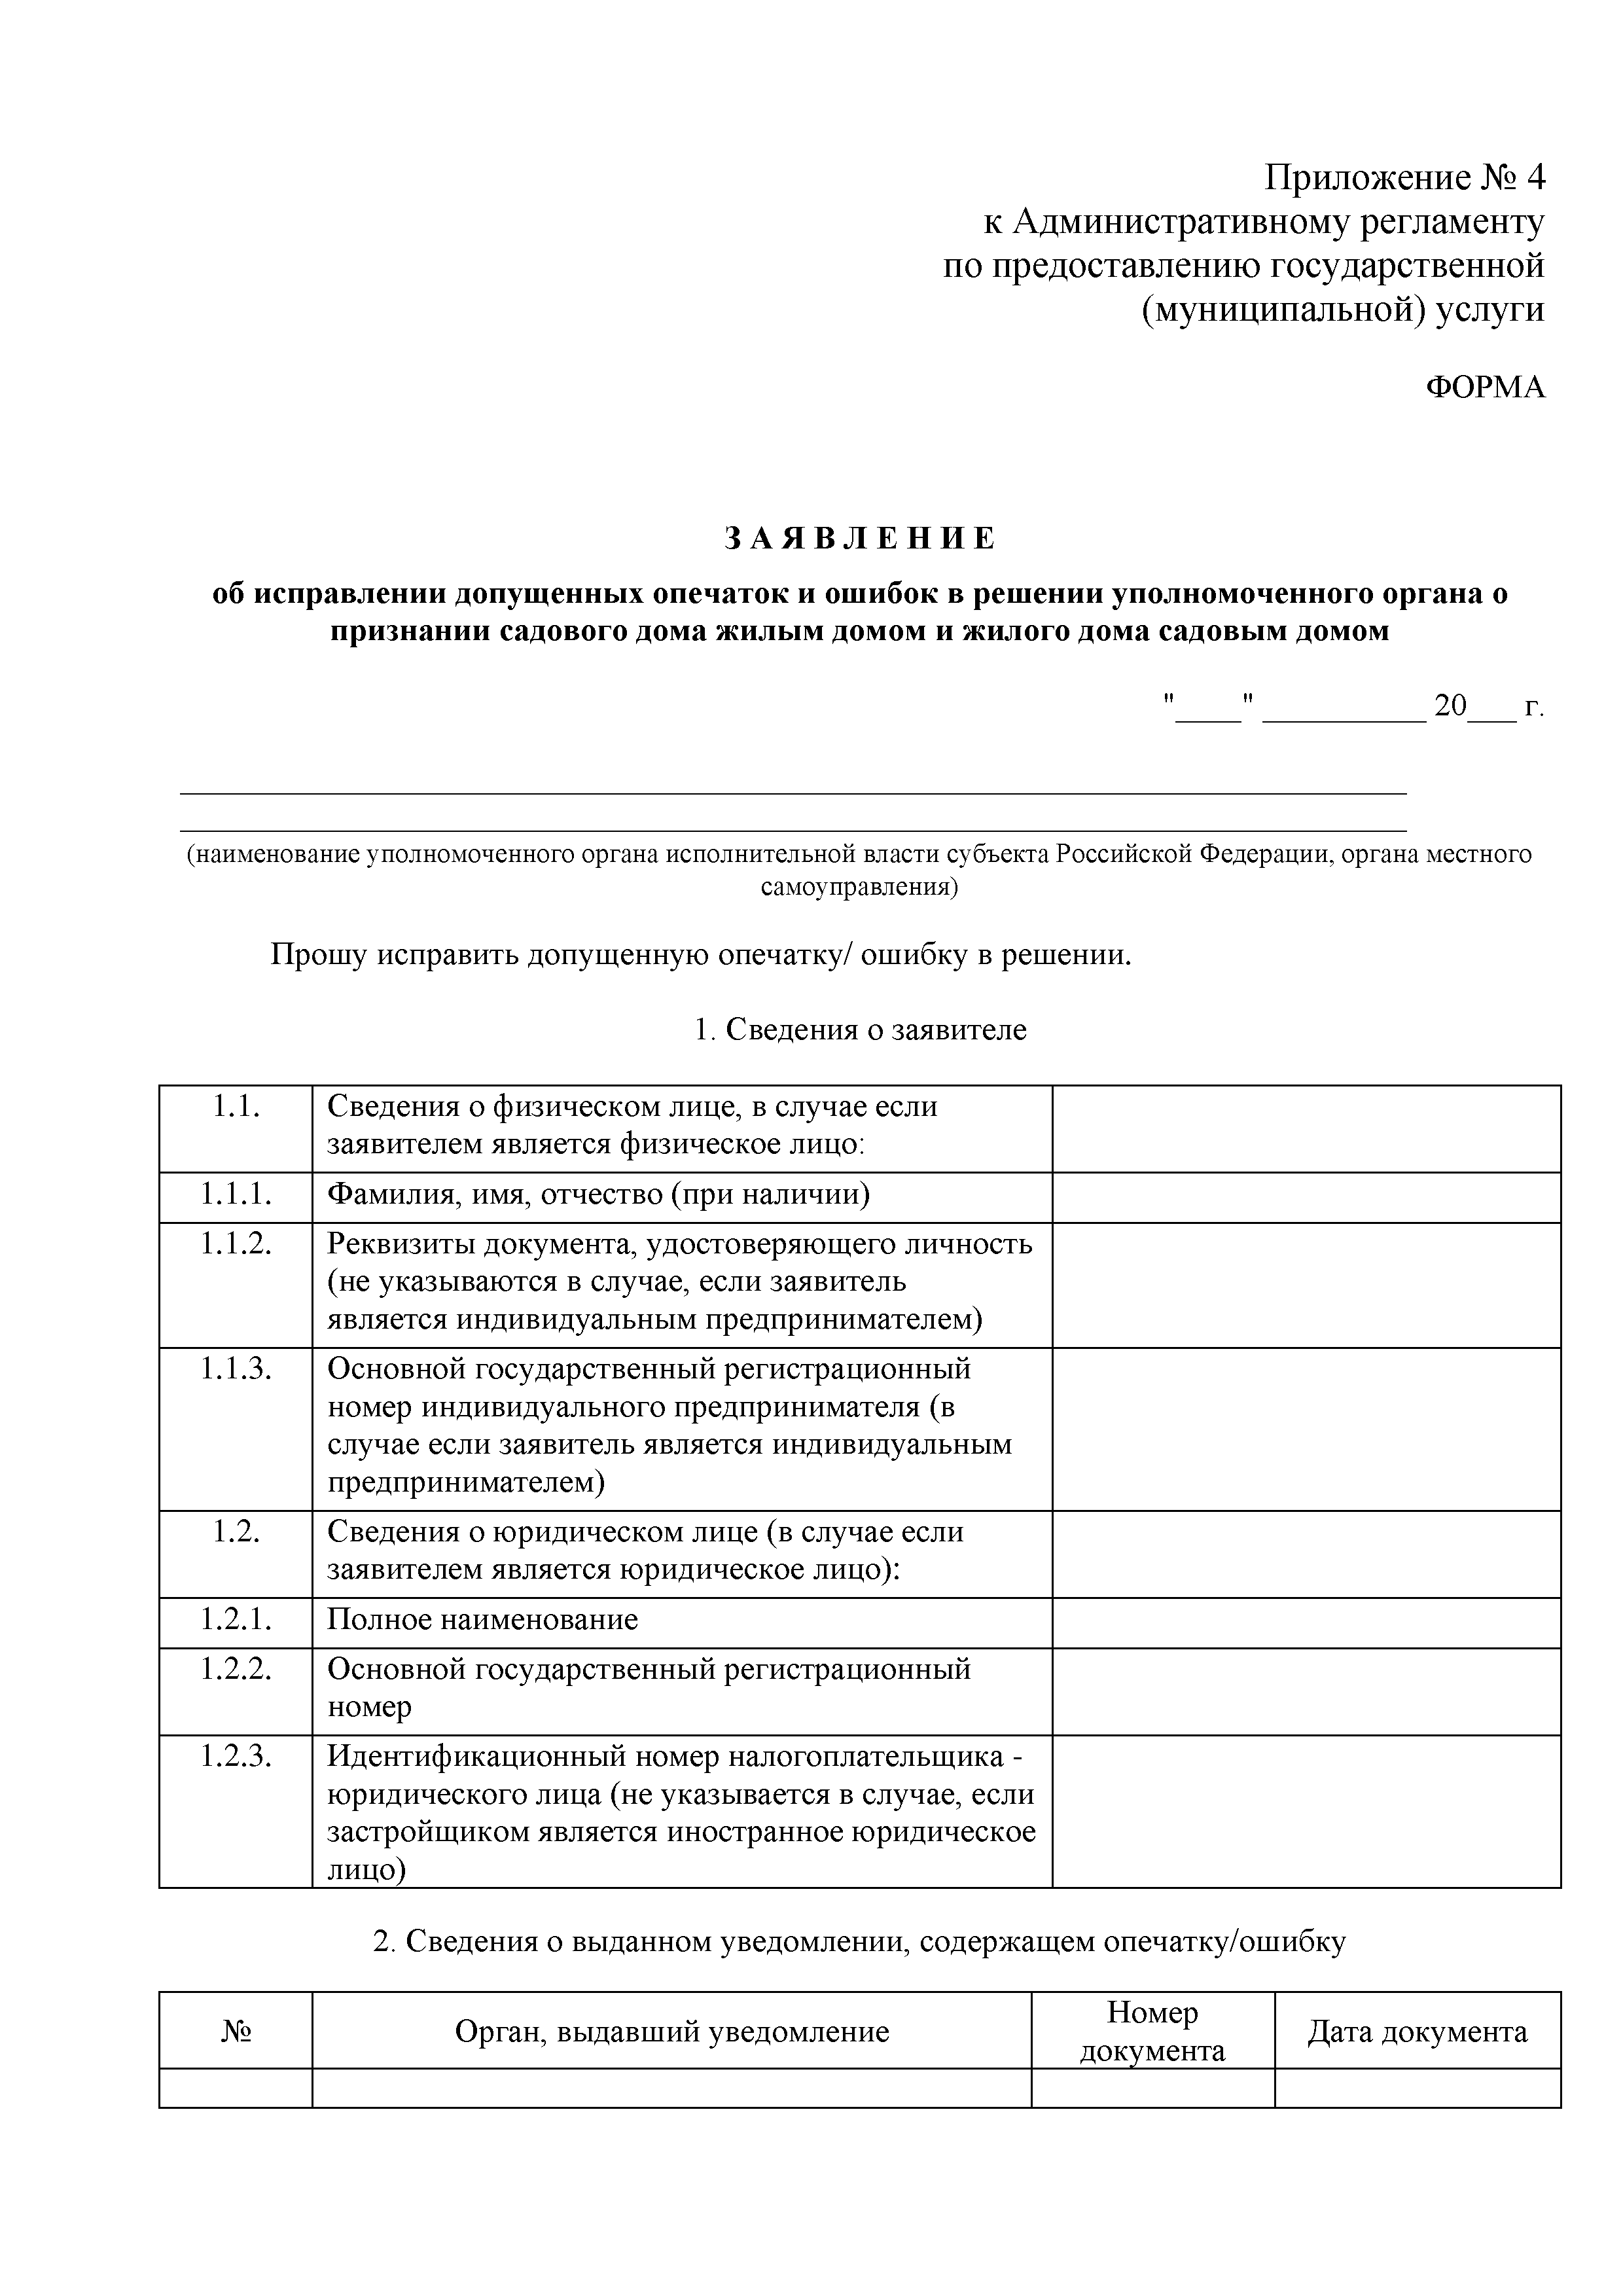 Приложение № 4
к Административному регламенту
по предоставлению государственной
(муниципальной) услуги
ФОРМА
З А Я В Л Е Н И Е
об исправлении допущенных опечаток и ошибок в решении уполномоченного органа о
признании садового дома жилым домом и жилого дома садовым домом
"____" __________ 20___ г.
(наименование уполномоченного органа исполнительной власти субъекта Российской Федерации, органа местного
самоуправления)
Прошу исправить допущенную опечатку/ ошибку в решении.
1. Сведения о заявителе
1.1. Сведения о физическом лице, в случае если
заявителем является физическое лицо:
1.1.1. Фамилия, имя, отчество (при наличии)
1.1.2. Реквизиты документа, удостоверяющего личность
(не указываются в случае, если заявитель
является индивидуальным предпринимателем)
1.1.3. Основной государственный регистрационный
номер индивидуального предпринимателя (в
случае если заявитель является индивидуальным
предпринимателем)
1.2. Сведения о юридическом лице (в случае если
заявителем является юридическое лицо):
1.2.1. Полное наименование
1.2.2. Основной государственный регистрационный
номер
1.2.3. Идентификационный номер налогоплательщика -
юридического лица (не указывается в случае, если
застройщиком является иностранное юридическое
лицо)
2. Сведения о выданном уведомлении, содержащем опечатку/ошибку
№ Орган, выдавший уведомление Номер
документа Дата документа